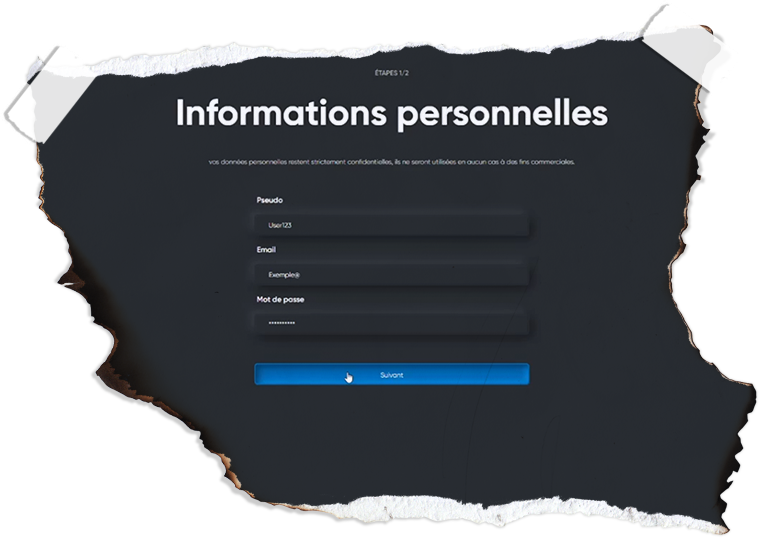 ÉTAPES 1/2
Informations personnelles
vos données personnelles restent strictement confidentielles, ils ne seront utilisées en aucun cas à des fins commerciales.
Pseudo
User123
Email
Exemple@
Mot de passe
**********
Suivant